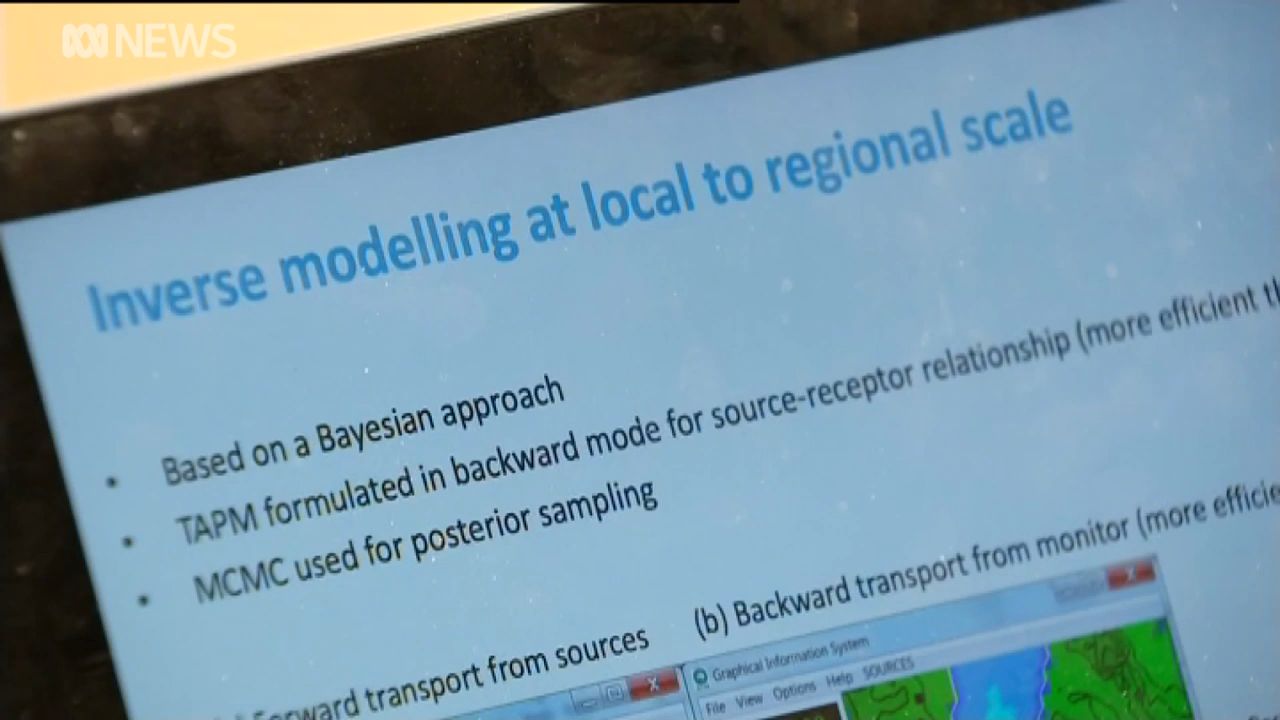 NEWS
Inverse modelling at local to regional scale
• Based on a Bayesian approach
• TAPM formulated in backward mode for source-receptor relationship (more efficient
• MCMC used for posterior sampling
Forward transport from sources
(b) Backward transport from monitor (more
Graphical Information System
File View Options Help SOURCES